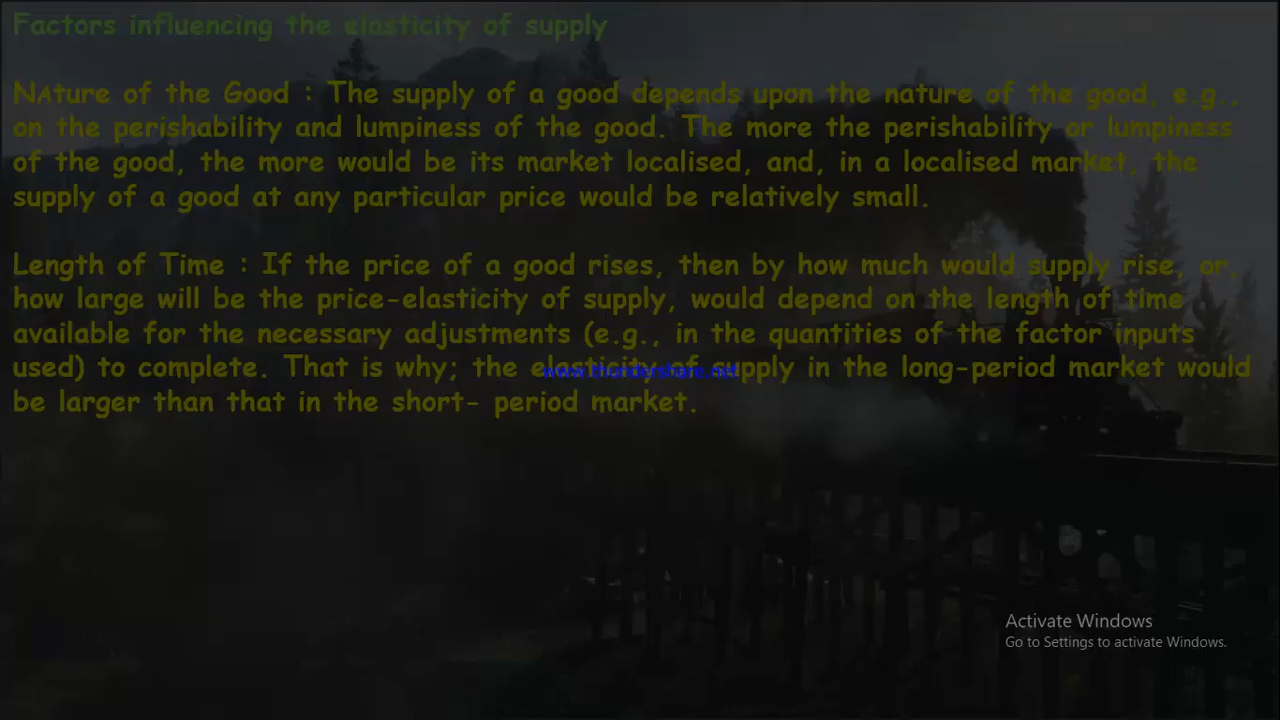 Factors influencing the elasticity of supply
NAture of the Good : The supply of a good depends upon the nature of the good, e.g.,
on the perishability and lumpiness of the good. The more the perishability or lumpiness
of the good, the more would be its market localised, and, in a localised market, the
supply of a good at any particular price would be relatively small.
Length of Time : If the price of a good rises, then by how much would supply rise, or,
how large will be the price-elasticity of supply, would depend on the length of time
available for the necessary adjustments (e.g., in the quantities of the factor inputs
used) to complete. That is why; the elasticity of supply in the long-period market would
www.thundershare.net
be larger than that in the short- period market.
Activate Windows
Go to Settings to activate Windows.